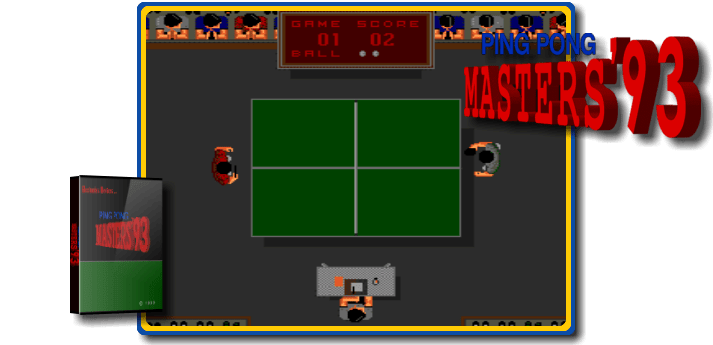 GAME SCORE
01 02
BALL
PING PONG
MASTERS'93
PING PONG
MASTERS'93